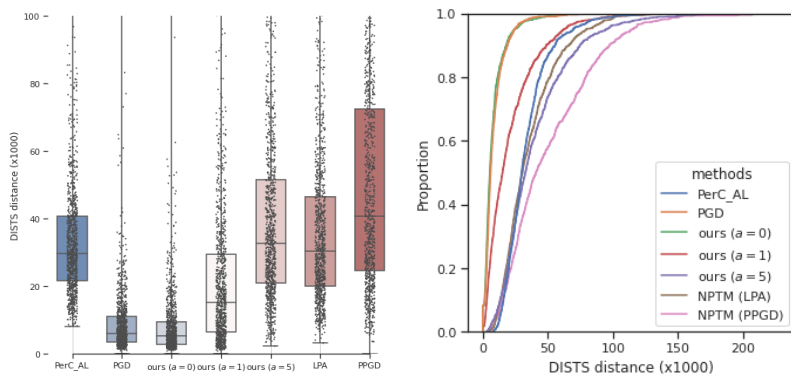 100
80
60
40
20
0
DISTS distance (x1000)
PerC_AL PGD ours (a=0) ours (a=1) ours (a=5) LPA PPGD
1.0
0.8
0.6
0.4
0.2
0.0
Proportion
0 50 100 150 200
DISTS distance (x1000)
methods
PerC_AL
PGD
ours (a=0)
ours (a=1)
ours (a=5)
NPTM (LPA)
NPTM (PPGD)